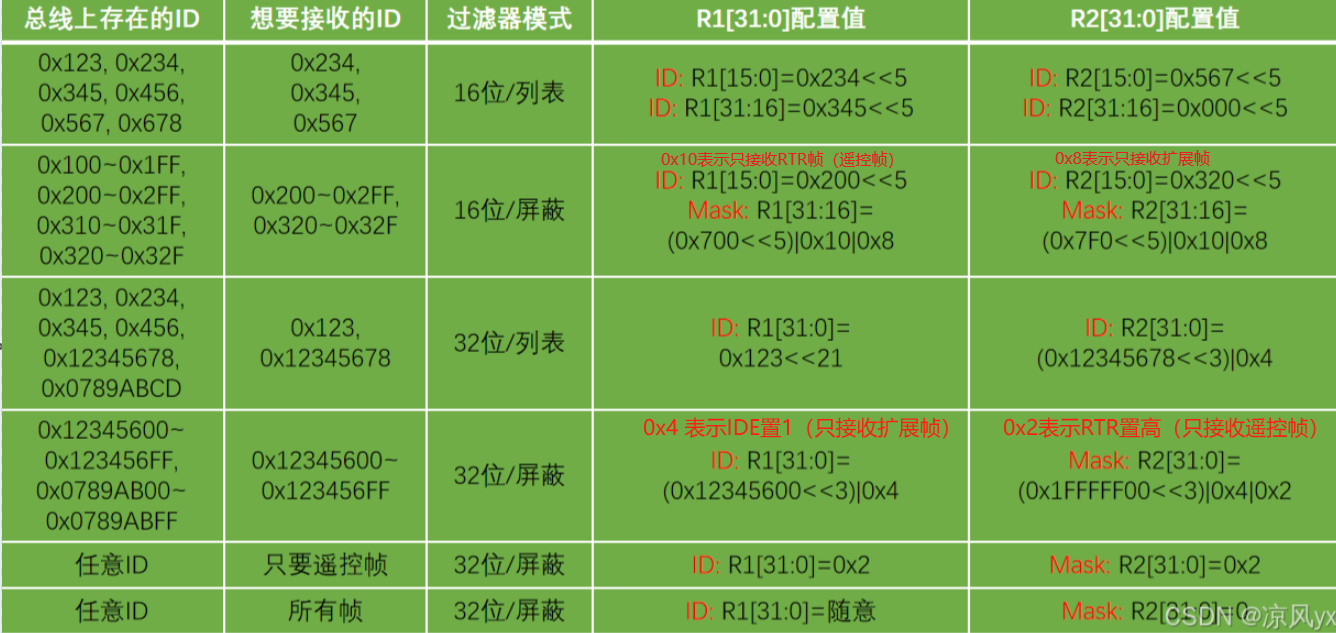 总线上存在的ID 想要接收的ID 过滤器模式 R1[31:0]配置值 R2[31:0]配置值
0x123, 0x234,
0x345, 0x456,
0x567, 0x678
0x234,
0x345,
0x567
16位/列表
ID: R1[15:0]=0x234<<5
ID: R1[31:16]=0x345<<5
ID: R2[15:0]=0x567<<5
ID: R2[31:16]=0x000<<5
0x100~0x1FF,
0x200~0x2FF,
0x310~0x31F,
0x320~0x32F
0x200~0x2FF,
0x320~0x32F
16位/屏蔽
0x10表示只接收RTR帧（遥控帧）
ID: R1[15:0]=0x200<<5
Mask: R1[31:16]=
(0x700<<5)|0x10|0x8
0x8表示只接收扩展帧
ID: R2[15:0]=0x320<<5
Mask: R2[31:16]=
(0x7F0<<5)|0x10|0x8
0x123, 0x234,
0x345, 0x456,
0x12345678,
0x0789ABCD
0x123,
0x12345678
32位/列表
ID: R1[31:0]=
0x123<<21
ID: R2[31:0]=
(0x12345678<<3)|0x4
0x12345600~
0x123456FF,
0x0789AB00~
0x0789ABFF
0x12345600~
0x123456FF
32位/屏蔽
0x4 表示IDE置1（只接收扩展帧）
ID: R1[31:0]=
(0x12345600<<3)|0x4
0x2表示RTR置高（只接收遥控帧）
Mask: R2[31:0]=
(0x1FFFFF00<<3)|0x4|0x2
任意ID 只要遥控帧 32位/屏蔽 ID: R1[31:0]=0x2 Mask: R2[31:0]=0x2
任意ID 所有帧 32位/屏蔽 ID: R1[31:0]=随意 Mask: R2[31:0]=0
CSDN @凉风yx